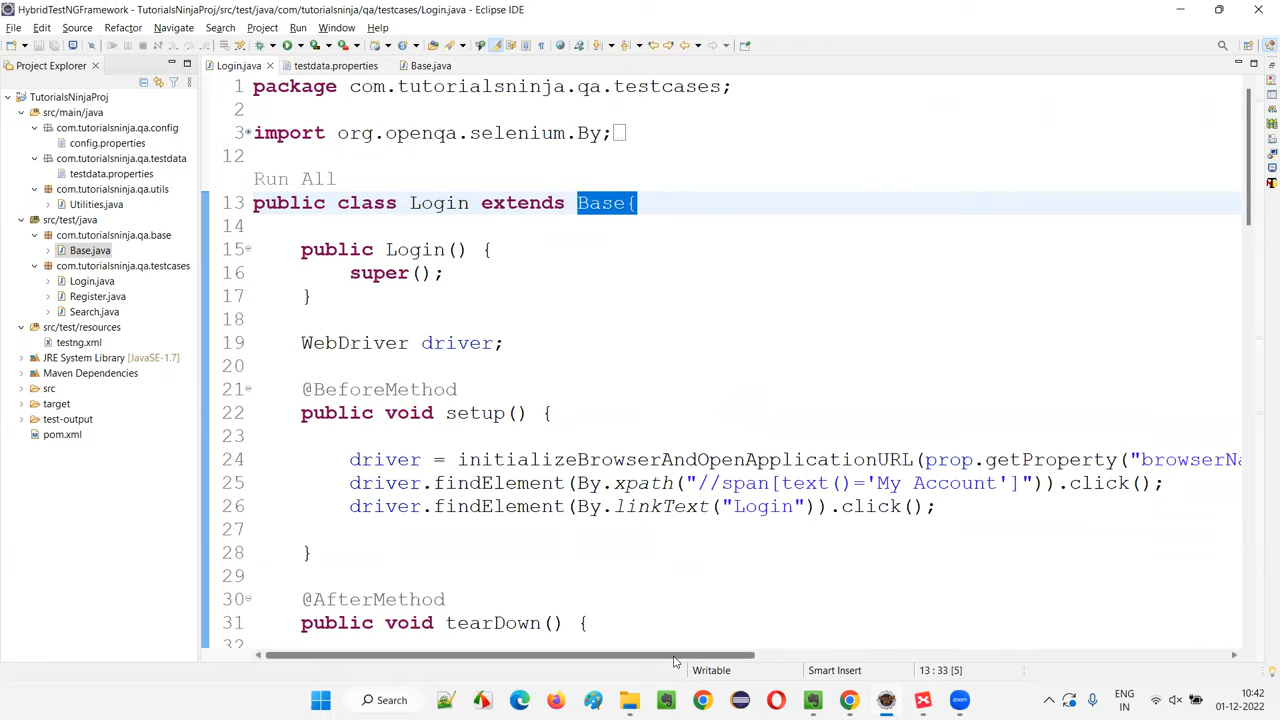 HybridTestNGFramework - TutorialsNinjaProj/src/test/java/com/tutorialsninja/qa/testcases/Login.java - Eclipse IDE
File Edit Source Refactor Navigate Search Project Run Window Help
Project Explorer
Login.java testdata.properties Base.java
TutorialsNinjaProj
src/main/java
com.tutorialsninja.qa.config
config.properties
com.tutorialsninja.qa.testdata
testdata.properties
com.tutorialsninja.qa.utils
Utilities.java
src/test/java
com.tutorialsninja.qa.base
Base.java
com.tutorialsninja.qa.testcases
Login.java
Register.java
Search.java
src/test/resources
testng.xml
JRE System Library [JavaSE-1.7]
Maven Dependencies
src
target
test-output
pom.xml
1 package com.tutorialsninja.qa.testcases;
2
3 import org.openqa.selenium.By;
12
Run All
13 public class Login extends Base{
14
15 public Login() {
16 super();
17 }
18
19 WebDriver driver;
20
21 @BeforeMethod
22 public void setup() {
23
24 driver = initializeBrowserAndOpenApplicationURL(prop.getProperty("browserNa
25 driver.findElement(By.xpath("//span[text()='My Account']")).click();
26 driver.findElement(By.linkText("Login")).click();
27
28 }
29
30 @AfterMethod
31 public void tearDown() {
32
Writable Smart Insert 13 : 33 [5]
Search
ENG
IN
10:42
01-12-2022